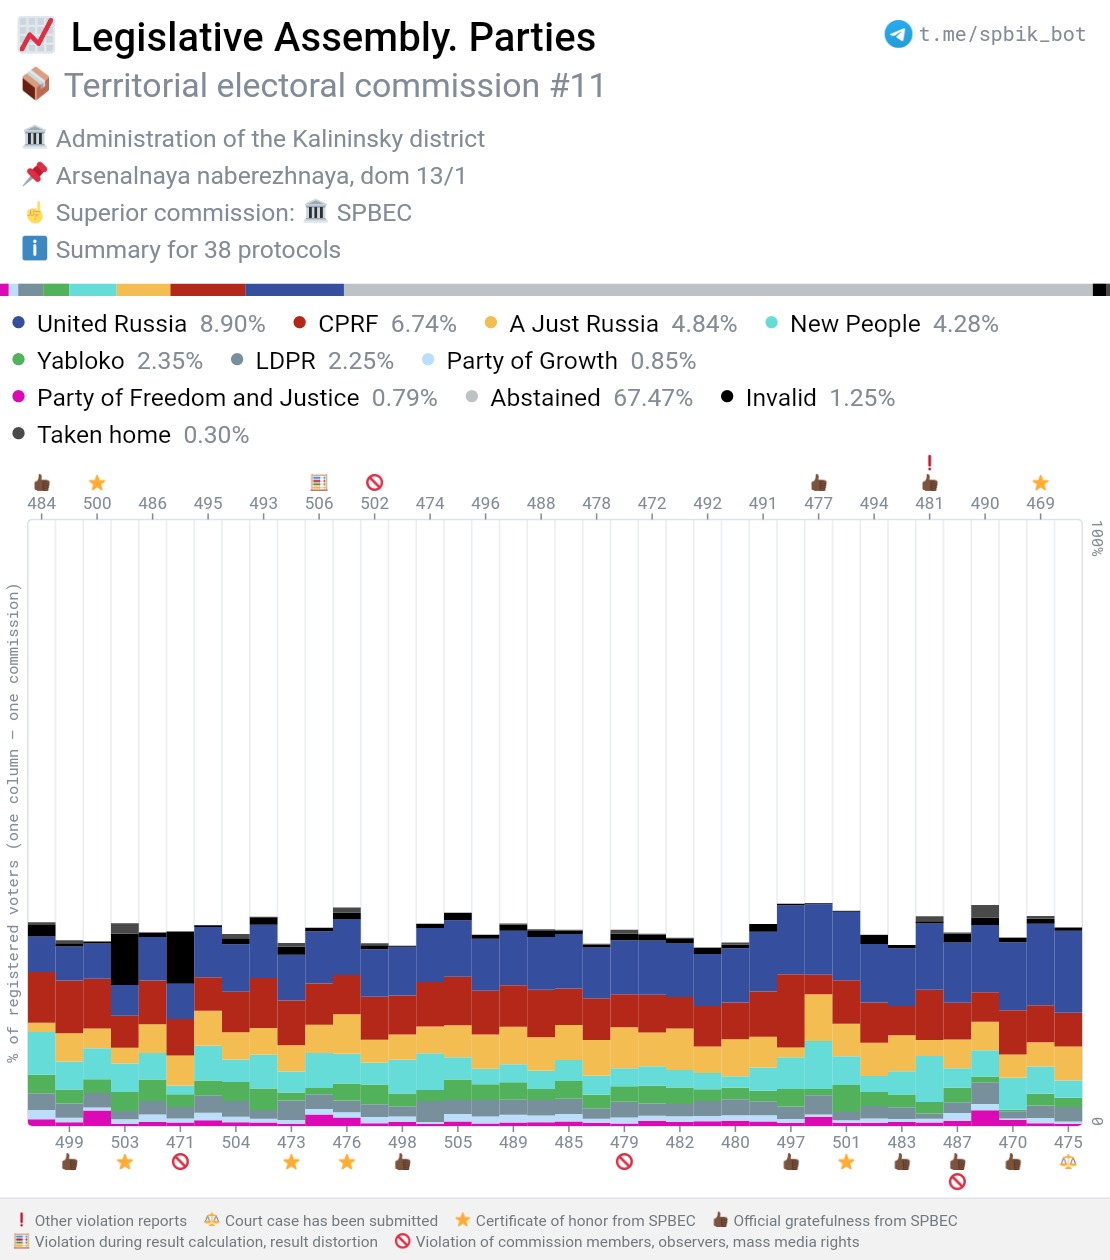 Legislative Assembly. Parties
t.me/spbik_bot
Territorial electoral commission #11
Administration of the Kalininsky district
Arsenalnaya naberezhnaya, dom 13/1
Superior commission: SPBEC
Summary for 38 protocols
United Russia 8.90% CPRF 6.74% A Just Russia 4.84% New People 4.28%
Yabloko 2.35% LDPR 2.25% Party of Growth 0.85%
Party of Freedom and Justice 0.79% Abstained 67.47% Invalid 1.25%
Taken home 0.30%
484 500 486 495 493 506 502 474 496 488 478 472 492 491 477 494 481 490 469
100%
% of registered voters (one column – one commission)
0
499 503 471 504 473 476 498 505 489 485 479 482 480 497 501 483 487 470 475
Other violation reports Court case has been submitted Certificate of honor from SPBEC Official gratefulness from SPBEC
Violation during result calculation, result distortion Violation of commission members, observers, mass media rights